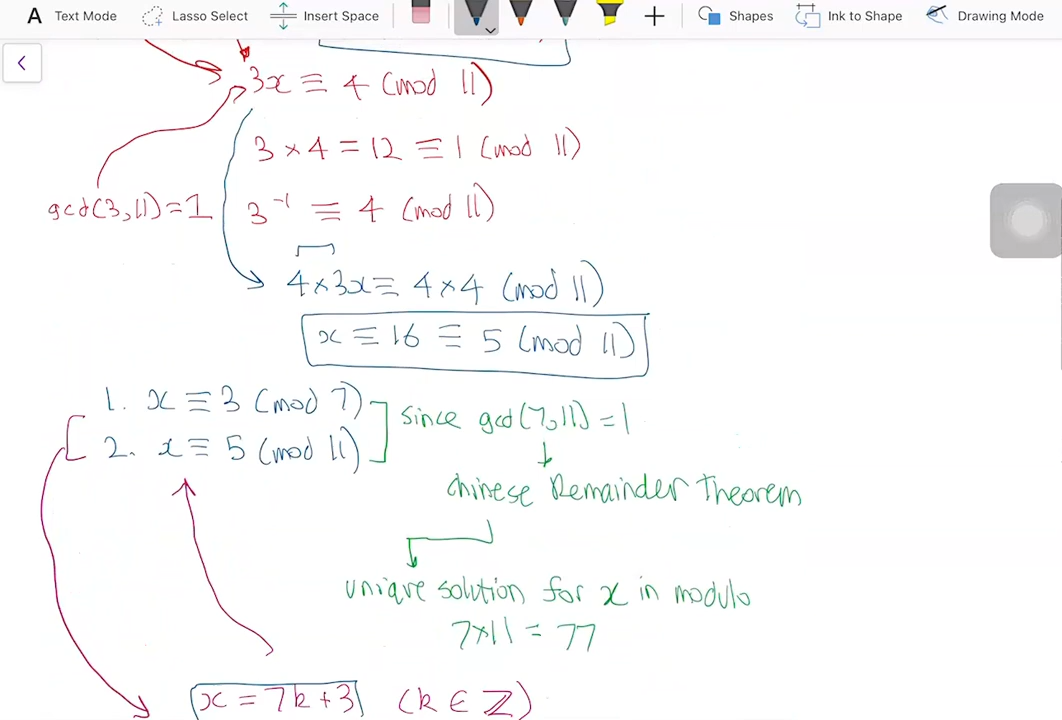 A Text Mode Lasso Select Insert Space Shapes Ink to Shape Drawing Mode
3x ≡ 4 (mod 11)
3 × 4 = 12 ≡ 1 (mod 11)
gcd(3,11)=1
3⁻¹ ≡ 4 (mod 11)
4×3x ≡ 4×4 (mod 11)
x ≡ 16 ≡ 5 (mod 11)
1. x ≡ 3 (mod 7)
2. x ≡ 5 (mod 11)
since gcd(7,11) = 1
Chinese Remainder Theorem
unique solution for x in modulo
7×11 = 77
x = 7k+3 (k ∈ ℤ)